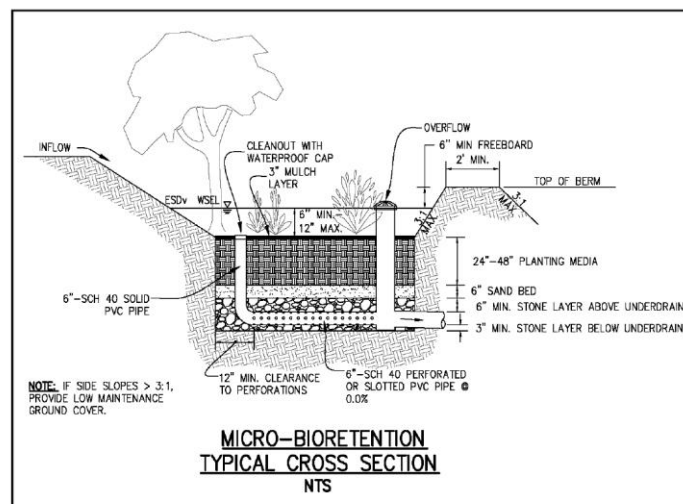 INFLOW
CLEANOUT WITH
WATERPROOF CAP
3" MULCH
LAYER
OVERFLOW
6" MIN FREEBOARD
2' MIN.
TOP OF BERM
ESDv WSEL
6" MIN.–
12" MAX.
3:1
MAX
3:1
MAX.
24"–48" PLANTING MEDIA
6" SAND BED
6" MIN. STONE LAYER ABOVE UNDERDRAIN
3" MIN. STONE LAYER BELOW UNDERDRAIN
6"–SCH 40 SOLID
PVC PIPE
12" MIN. CLEARANCE
TO PERFORATIONS
6"–SCH 40 PERFORATED
OR SLOTTED PVC PIPE @
0.0%
NOTE: IF SIDE SLOPES > 3:1,
PROVIDE LOW MAINTENANCE
GROUND COVER.
MICRO–BIORETENTION
TYPICAL CROSS SECTION
NTS